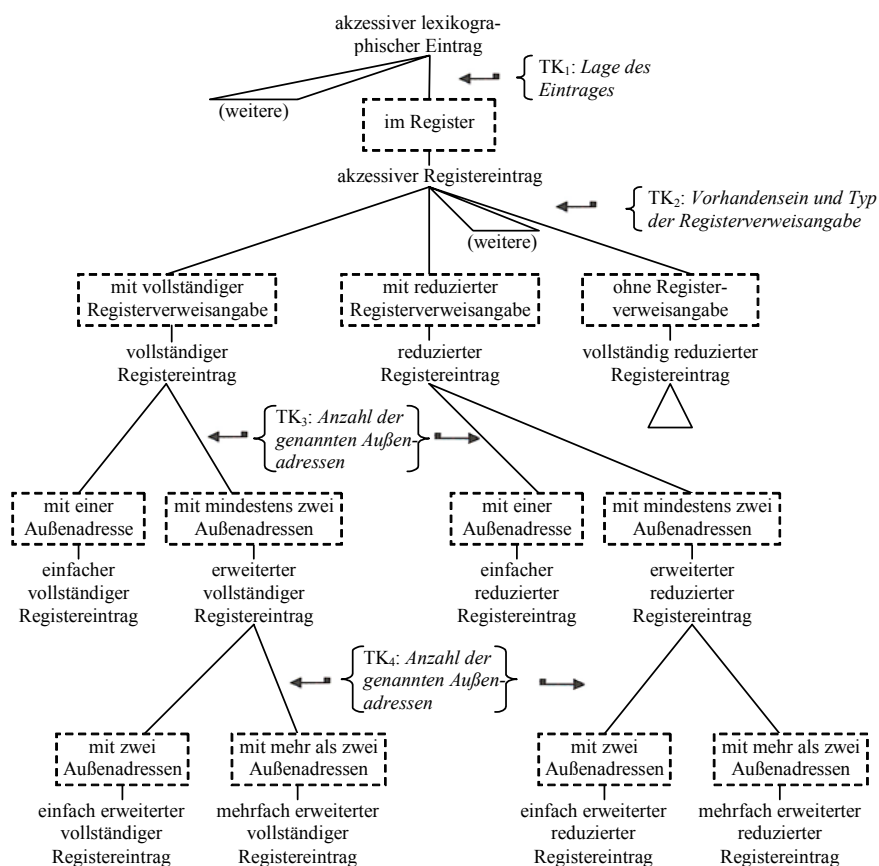 akzessiver lexikogra-
phischer Eintrag
TK₁: Lage des
Eintrages
(weitere)
im Register
akzessiver Registereintrag
TK₂: Vorhandensein und Typ
der Registerverweisangabe
(weitere)
mit vollständiger
Registerverweisangabe
mit reduzierter
Registerverweisangabe
ohne Register-
verweisangabe
vollständiger
Registereintrag
reduzierter
Registereintrag
vollständig reduzierter
Registereintrag
TK₃: Anzahl der
genannten Außen-
adressen
mit einer
Außenadresse
mit mindestens zwei
Außenadressen
mit einer
Außenadresse
mit mindestens zwei
Außenadressen
einfacher
vollständiger
Registereintrag
erweiterter
vollständiger
Registereintrag
einfacher
reduzierter
Registereintrag
erweiterter
reduzierter
Registereintrag
TK₄: Anzahl der
genannten Außen-
adressen
mit zwei
Außenadressen
mit mehr als zwei
Außenadressen
mit zwei
Außenadressen
mit mehr als zwei
Außenadressen
einfach erweiterter
vollständiger
Registereintrag
mehrfach erweiterter
vollständiger
Registereintrag
einfach erweiterter
reduzierter
Registereintrag
mehrfach erweiterter
reduzierter
Registereintrag